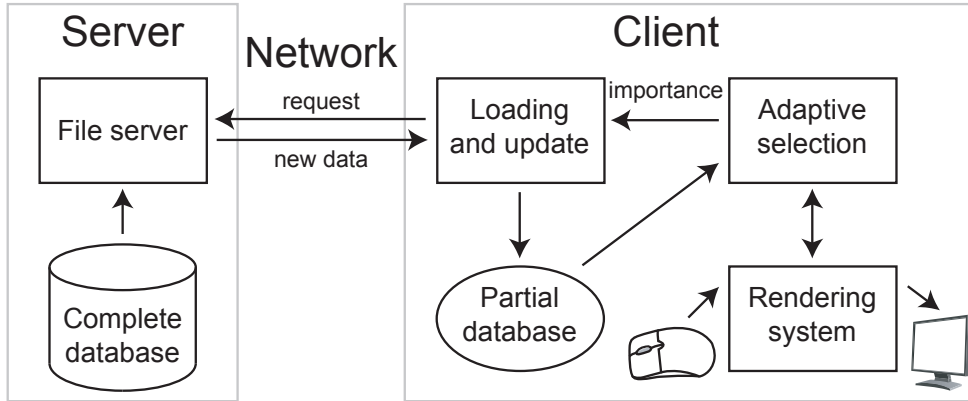 Server
Network
Client
File server
request
new data
Loading
and update
importance
Adaptive
selection
Complete
database
Partial
database
Rendering
system